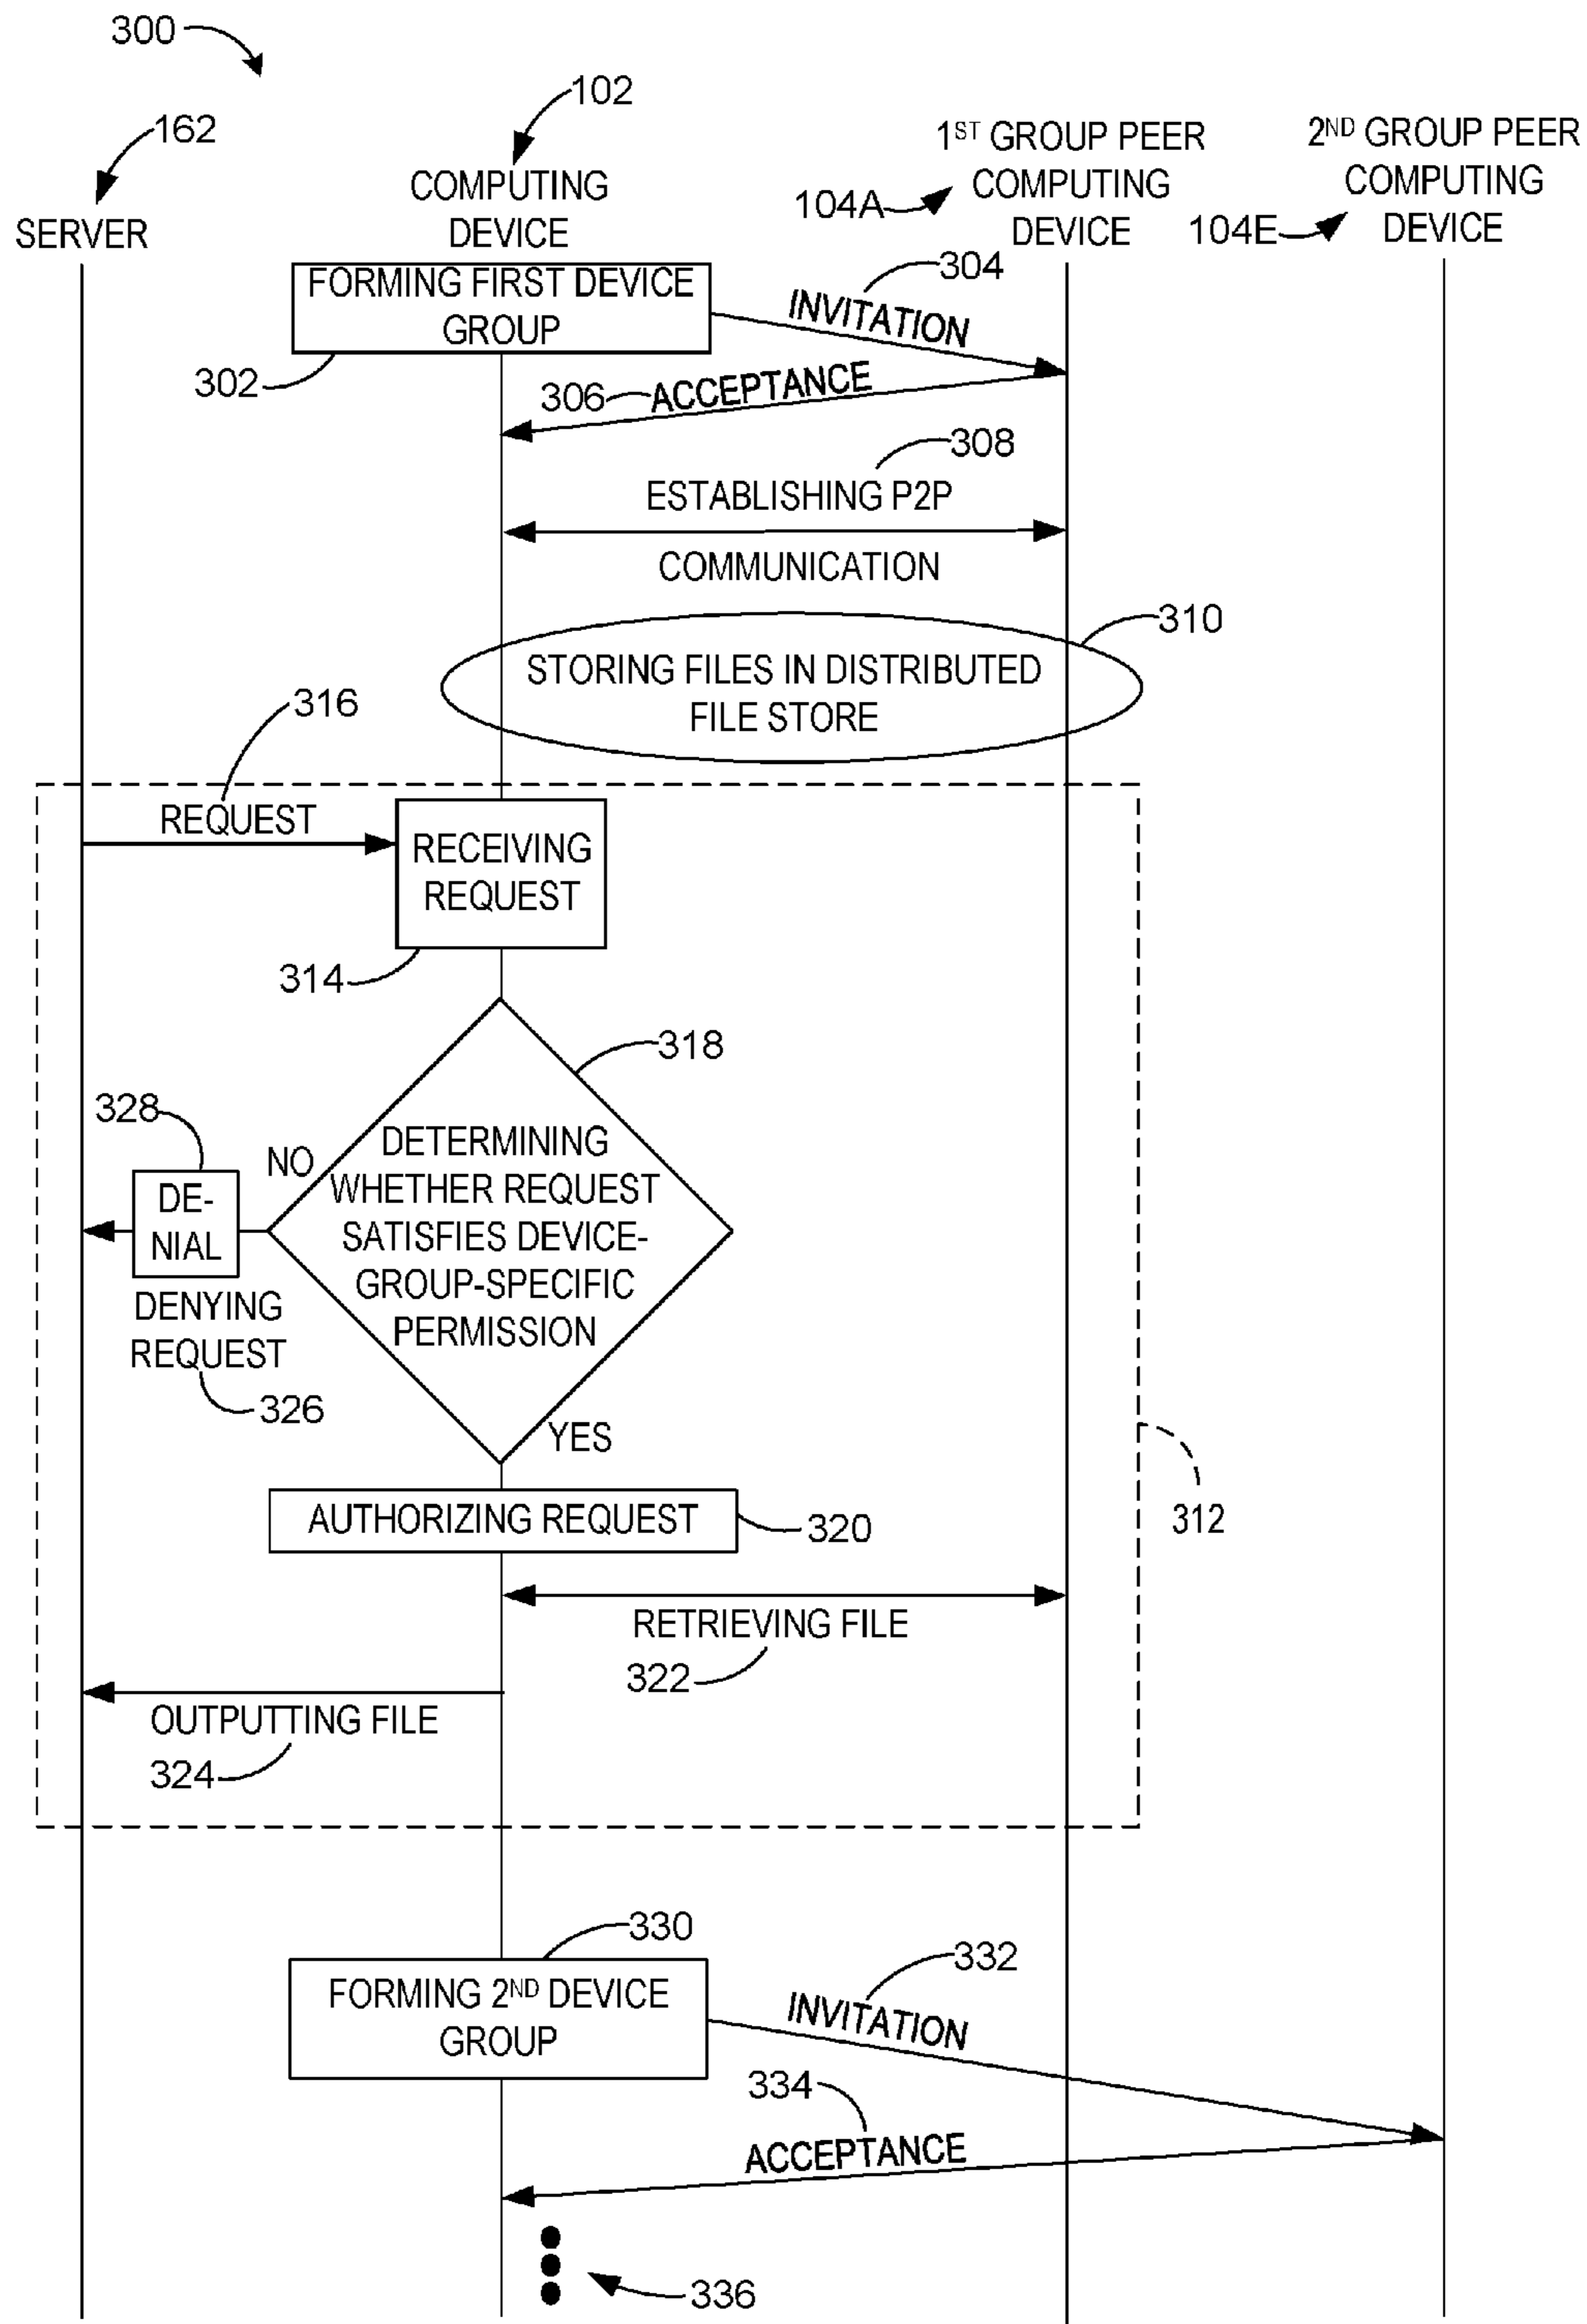 300
102
162
1ST GROUP PEER
COMPUTING
DEVICE
104A
2ND GROUP PEER
COMPUTING
DEVICE
104E
COMPUTING
DEVICE
SERVER
FORMING FIRST DEVICE
GROUP
302
304
INVITATION
306
ACCEPTANCE
308
ESTABLISHING P2P
COMMUNICATION
310
STORING FILES IN DISTRIBUTED
FILE STORE
316
REQUEST
RECEIVING
REQUEST
314
318
328
NO
DE-
NIAL
DETERMINING
WHETHER REQUEST
SATISFIES DEVICE-
GROUP-SPECIFIC
PERMISSION
DENYING
REQUEST
326
YES
312
AUTHORIZING REQUEST
320
RETRIEVING FILE
322
OUTPUTTING FILE
324
330
FORMING 2ND DEVICE
GROUP
332
INVITATION
334
ACCEPTANCE
336